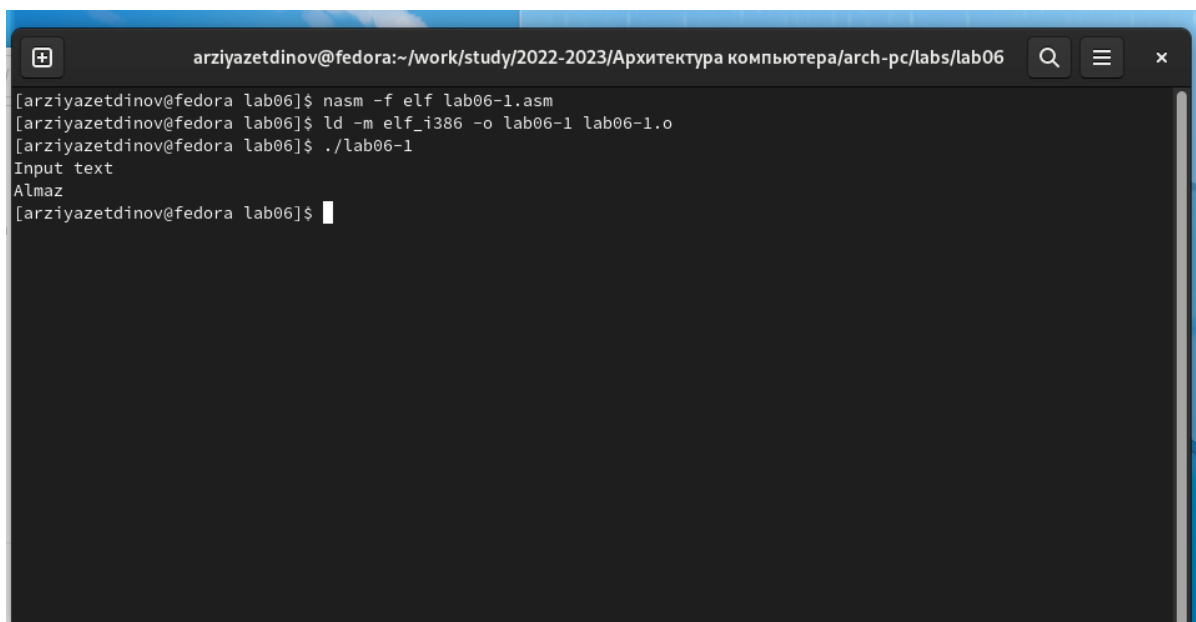 arziyazetdinov@fedora:~/work/study/2022-2023/Архитектура компьютера/arch-pc/labs/lab06
[arziyazetdinov@fedora lab06]$ nasm -f elf lab06-1.asm
[arziyazetdinov@fedora lab06]$ ld -m elf_i386 -o lab06-1 lab06-1.o
[arziyazetdinov@fedora lab06]$ ./lab06-1
Input text
Almaz
[arziyazetdinov@fedora lab06]$